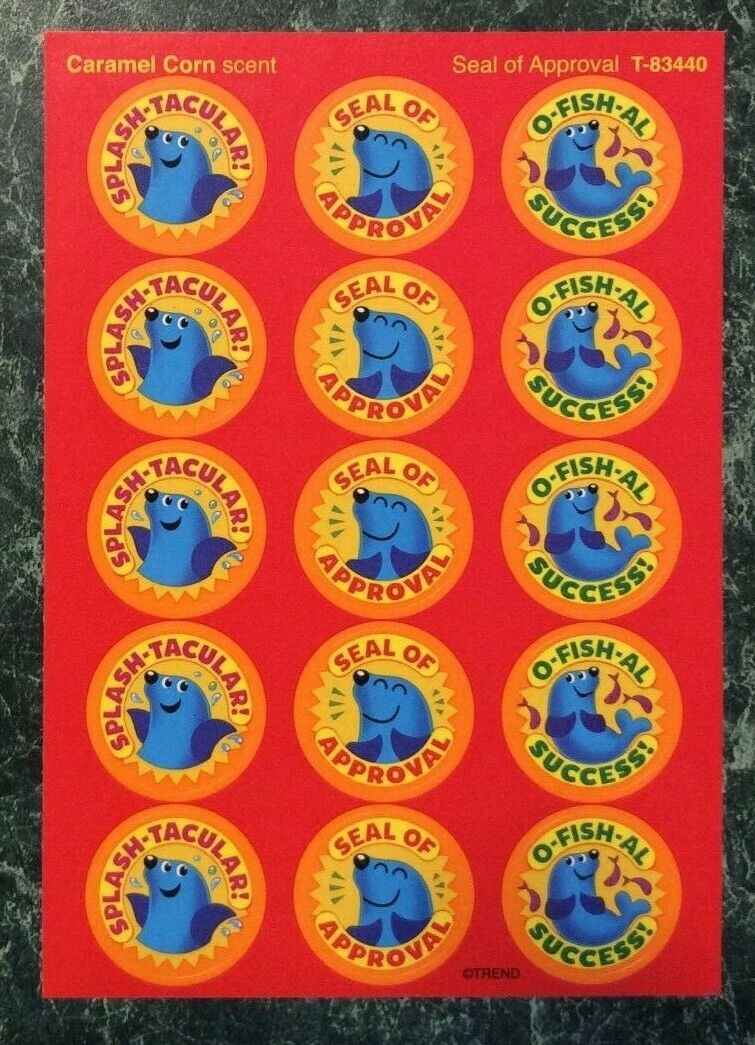 Caramel Corn scent Seal of Approval T-83440
SPLASH-TACULAR!
SEAL OF
APPROVAL
O-FISH-AL
SUCCESS!
SPLASH-TACULAR!
SEAL OF
APPROVAL
O-FISH-AL
SUCCESS!
SPLASH-TACULAR!
SEAL OF
APPROVAL
O-FISH-AL
SUCCESS!
SPLASH-TACULAR!
SEAL OF
APPROVAL
O-FISH-AL
SUCCESS!
SPLASH-TACULAR!
SEAL OF
APPROVAL
O-FISH-AL
SUCCESS!
©TREND